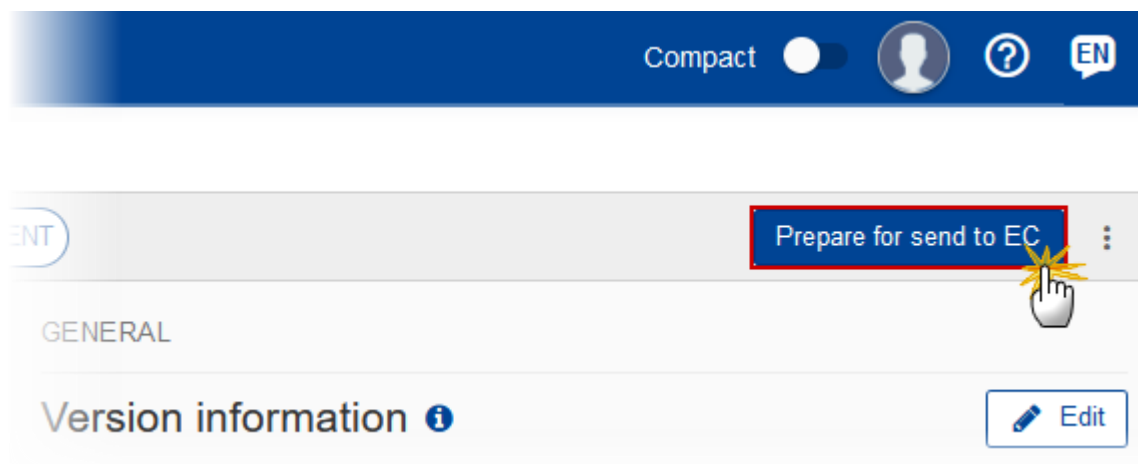 Compact
EN
ENT
Prepare for send to EC
GENERAL
Version information
Edit